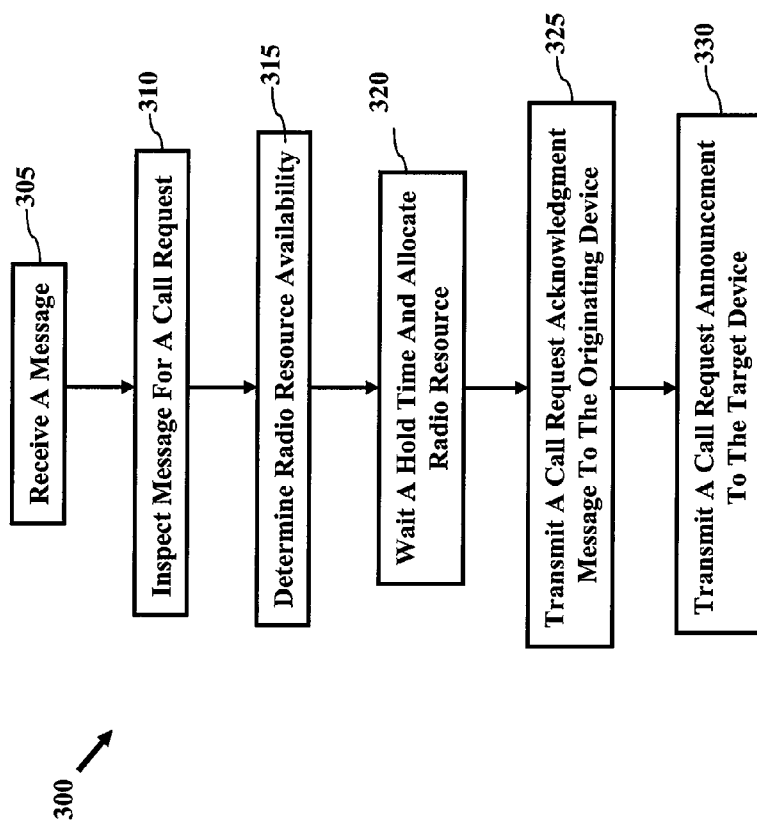 300
305
Receive A Message
310
Inspect Message For A Call Request
315
Determine Radio Resource Availability
320
Wait A Hold Time And Allocate
Radio Resource
325
Transmit A Call Request Acknowledgment
Message To The Originating Device
330
Transmit A Call Request Announcement
To The Target Device